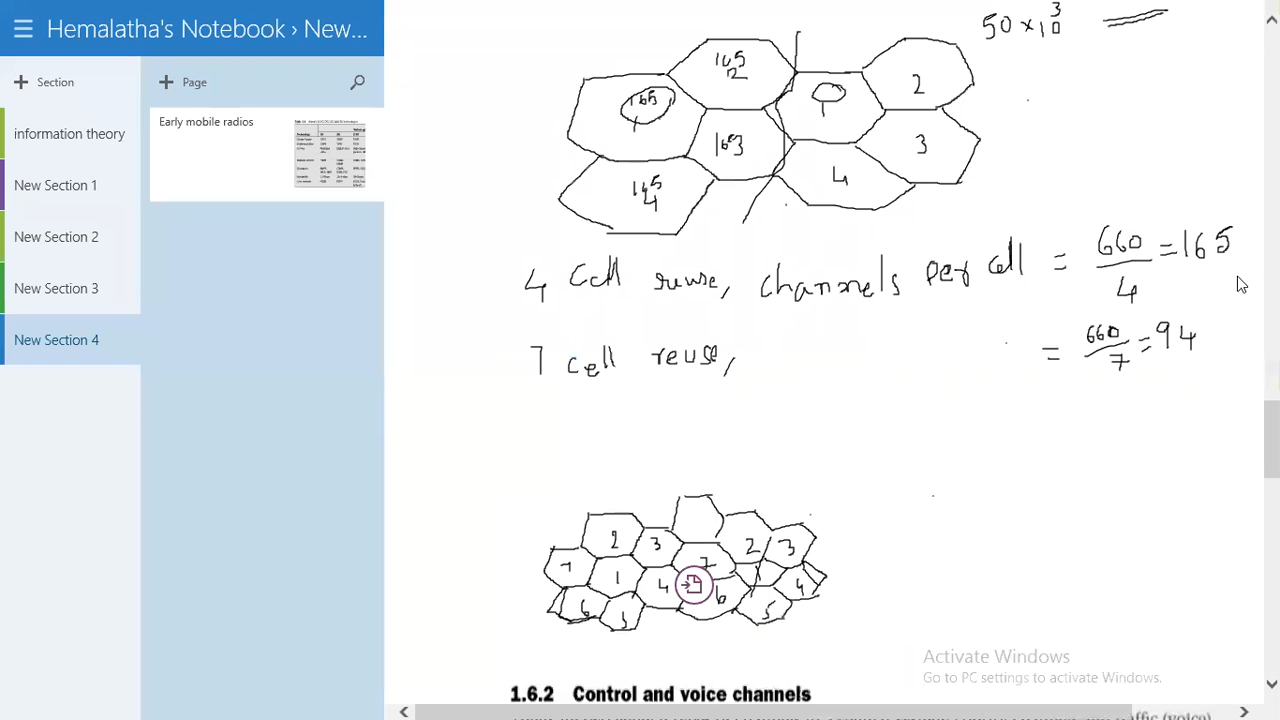 Hemalatha's Notebook › New...
Section
Page
information theory
New Section 1
New Section 2
New Section 3
New Section 4
Early mobile radios
50 × 10 3
165 2
165 1
1
2
165 3
3
165 4
4
4 Cell reuse, channels per cell = 660/4 = 165
7 cell reuse, = 660/7 = 94
2 3 2 3
7 1 4 7 1 4
6 5 6 5
1.6.2 Control and voice channels
Activate Windows
Go to PC settings to activate Windows.